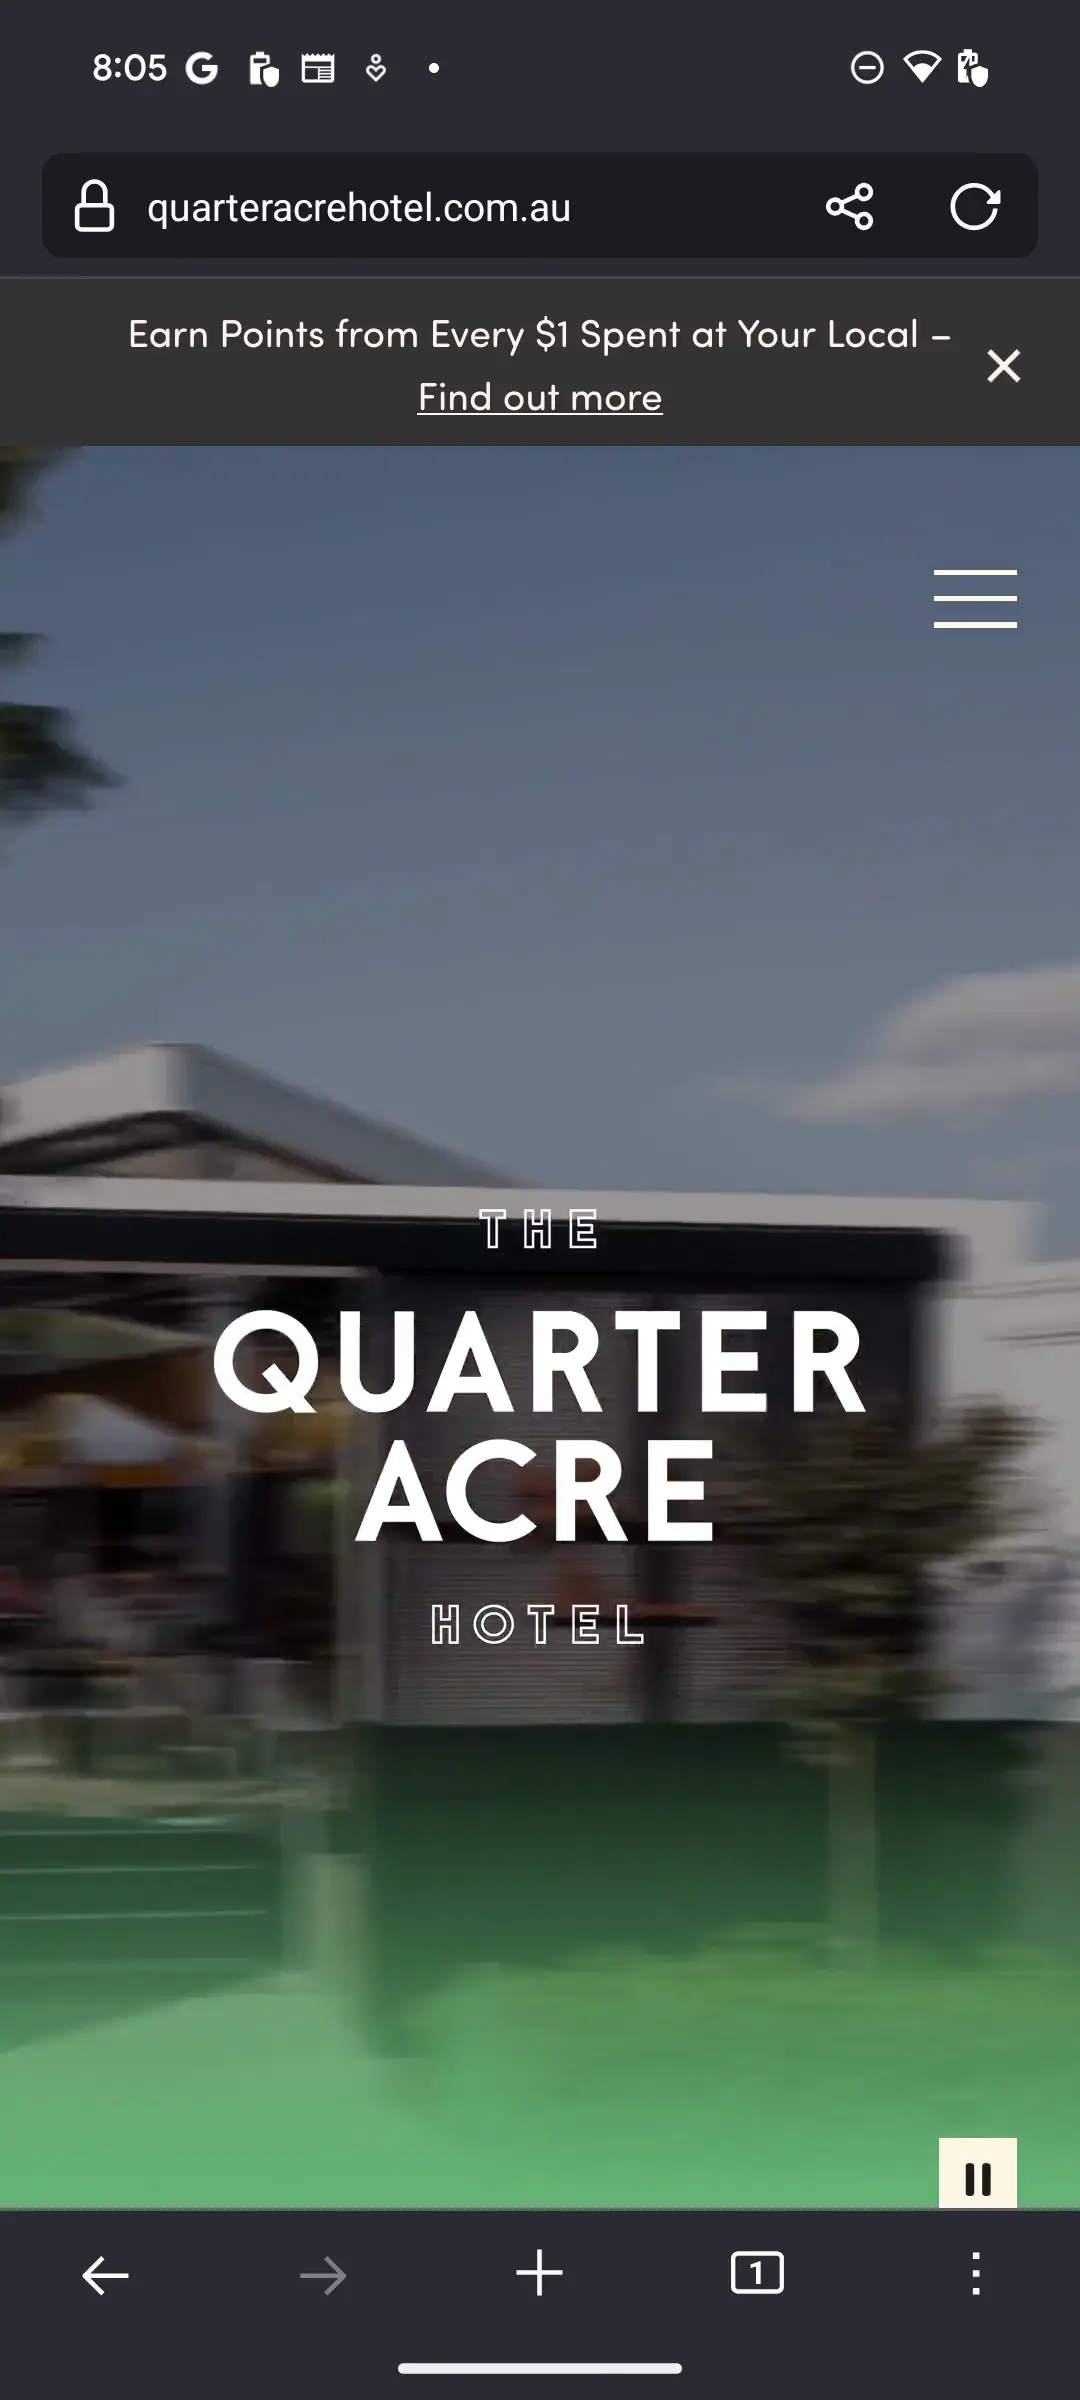 8:05
quarteracrehotel.com.au
Earn Points from Every $1 Spent at Your Local –
Find out more
THE
QUARTER
ACRE
HOTEL
1